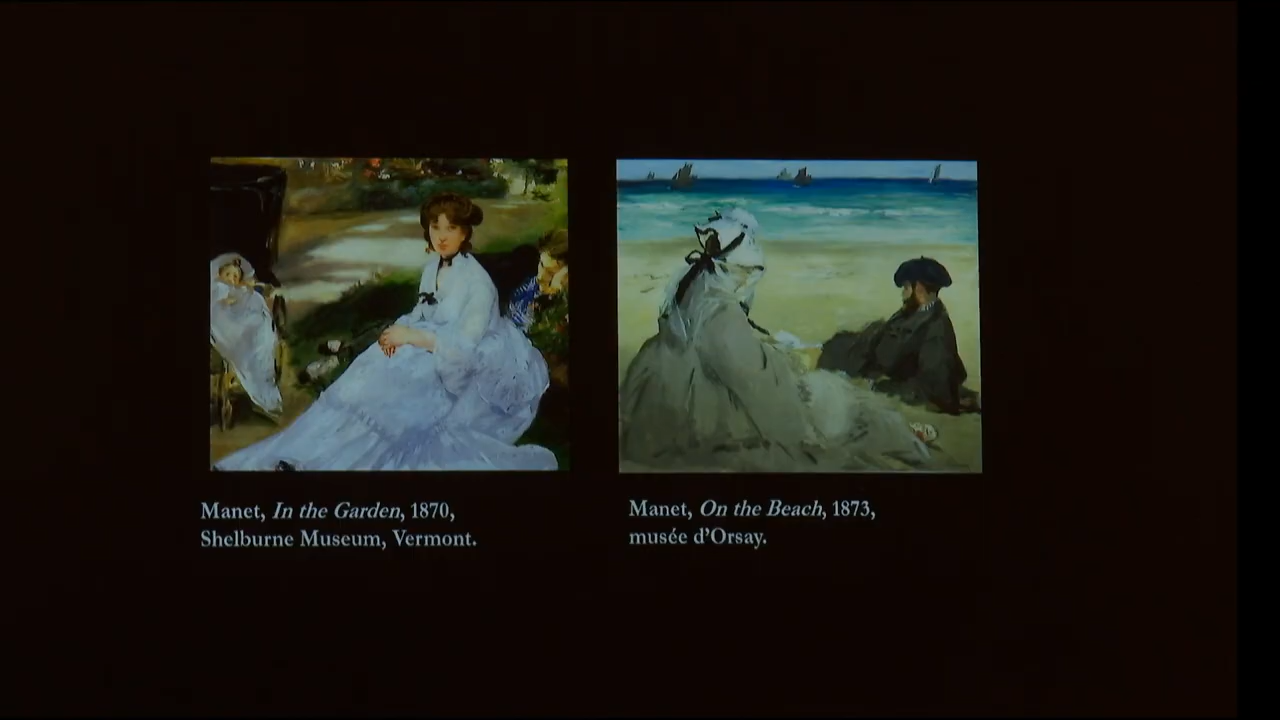 Manet, In the Garden, 1870,
Shelburne Museum, Vermont.
Manet, On the Beach, 1873,
musée d’Orsay.